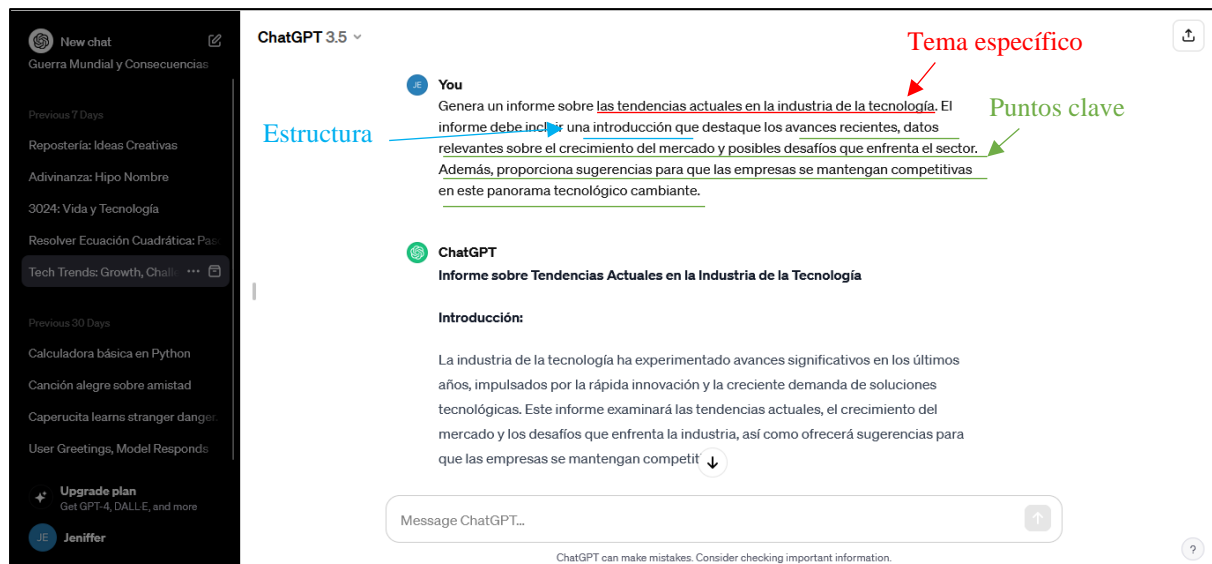 New chat
Guerra Mundial y Consecuencias
Previous 7 Days
Repostería: Ideas Creativas
Adivinanza: Hipo Nombre
3024: Vida y Tecnología
Resolver Ecuación Cuadrática: Pas
Tech Trends: Growth, Chall
Previous 30 Days
Calculadora básica en Python
Canción alegre sobre amistad
Caperucita learns stranger danger.
User Greetings, Model Responds
Upgrade plan
Get GPT-4, DALL·E, and more
JE Jeniffer
ChatGPT 3.5
Tema específico
Puntos clave
Estructura
JE You
Genera un informe sobre las tendencias actuales en la industria de la tecnología. El
informe debe incluir una introducción que destaque los avances recientes, datos
relevantes sobre el crecimiento del mercado y posibles desafíos que enfrenta el sector.
Además, proporciona sugerencias para que las empresas se mantengan competitivas
en este panorama tecnológico cambiante.
ChatGPT
Informe sobre Tendencias Actuales en la Industria de la Tecnología
Introducción:
La industria de la tecnología ha experimentado avances significativos en los últimos
años, impulsados por la rápida innovación y la creciente demanda de soluciones
tecnológicas. Este informe examinará las tendencias actuales, el crecimiento del
mercado y los desafíos que enfrenta la industria, así como ofrecerá sugerencias para
que las empresas se mantengan competit
Message ChatGPT...
ChatGPT can make mistakes. Consider checking important information.
?